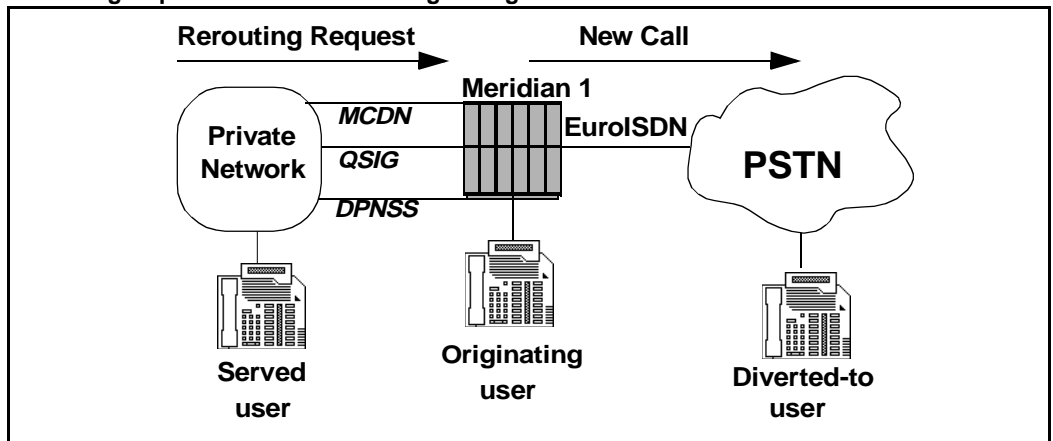 Rerouting Request
New Call
Meridian 1
MCDN
EuroISDN
Private
Network
QSIG
PSTN
DPNSS
Served
user
Originating
user
Diverted-to
user